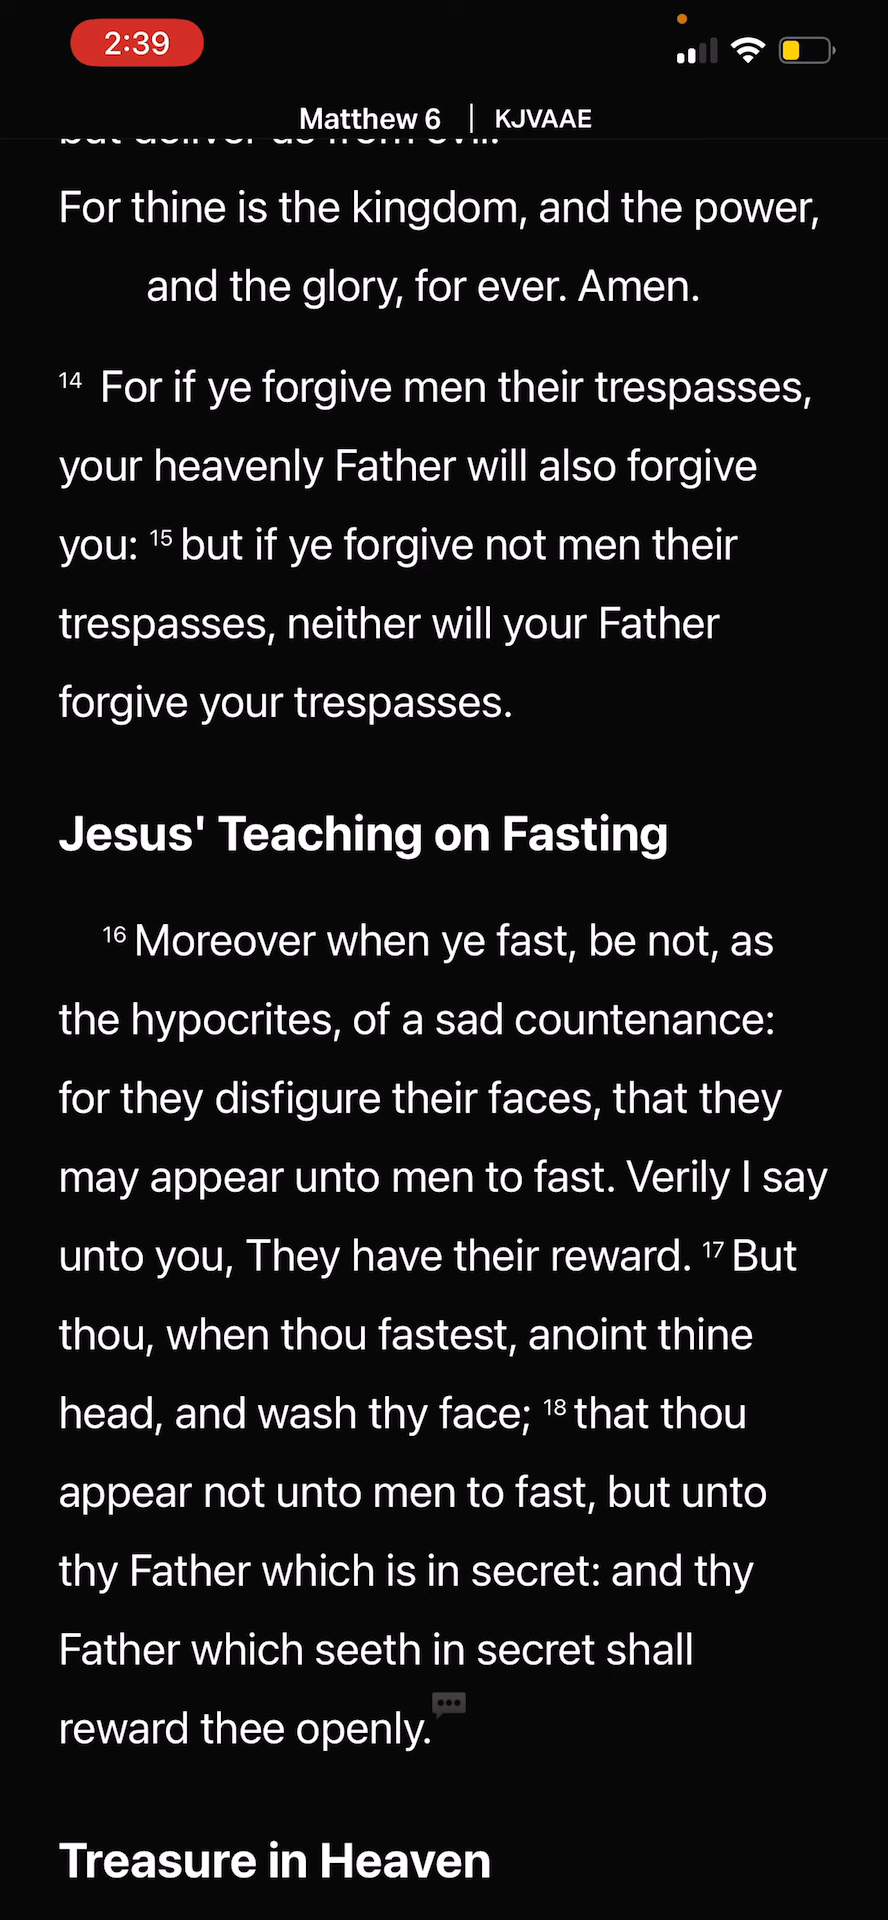 2:39
Matthew 6 | KJVAAE
For thine is the kingdom, and the power,
and the glory, for ever. Amen.
14 For if ye forgive men their trespasses,
your heavenly Father will also forgive
you: 15 but if ye forgive not men their
trespasses, neither will your Father
forgive your trespasses.
Jesus' Teaching on Fasting
16 Moreover when ye fast, be not, as
the hypocrites, of a sad countenance:
for they disfigure their faces, that they
may appear unto men to fast. Verily I say
unto you, They have their reward. 17 But
thou, when thou fastest, anoint thine
head, and wash thy face; 18 that thou
appear not unto men to fast, but unto
thy Father which is in secret: and thy
Father which seeth in secret shall
reward thee openly.
Treasure in Heaven